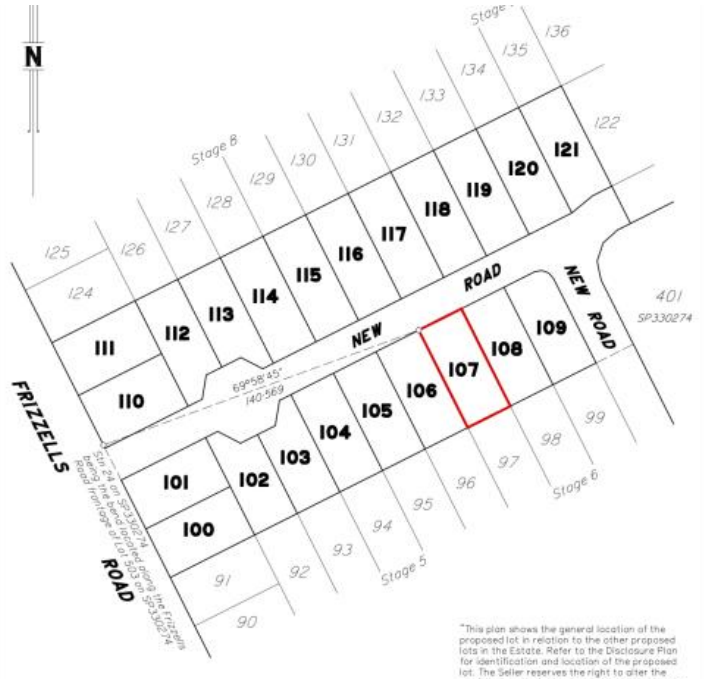 N
Stage
136
135
134
133
132
131
130
129
128
127
126
125
124
122
Stage 8
121
120
119
118
117
116
115
114
113
112
111
110
NEW ROAD
NEW ROAD
401
SP330274
69°58'45"
140·569
109
108
107
106
105
104
103
102
101
100
FRIZZELLS ROAD
Stn 24 on SP330274
being the bend located along the Frizzells
Road frontage of Lot 503 on SP330274
99
98
97
96
95
94
93
92
91
90
Stage 6
Stage 5
"This plan shows the general location of the
proposed lot in relation to the other proposed
lots in the Estate. Refer to the Disclosure Plan
for identification and location of the proposed
lot. The Seller reserves the right to alter the